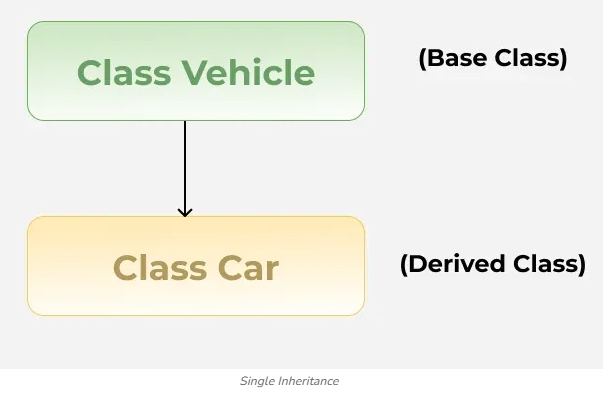 Class Vehicle
(Base Class)
Class Car
(Derived Class)
Single Inheritance